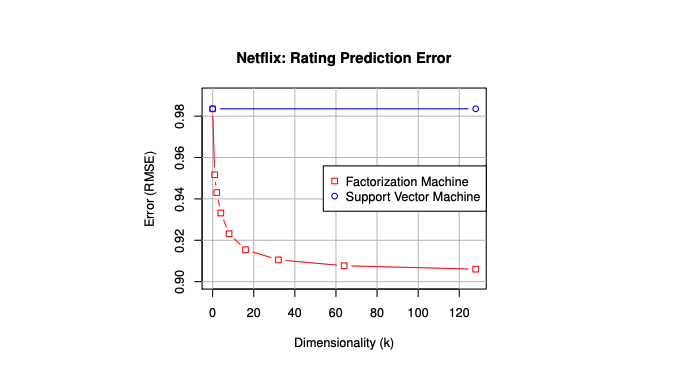 Netflix: Rating Prediction Error
Error (RMSE)
0.98
0.96
0.94
0.92
0.90
Factorization Machine
Support Vector Machine
0 20 40 60 80 100 120
Dimensionality (k)